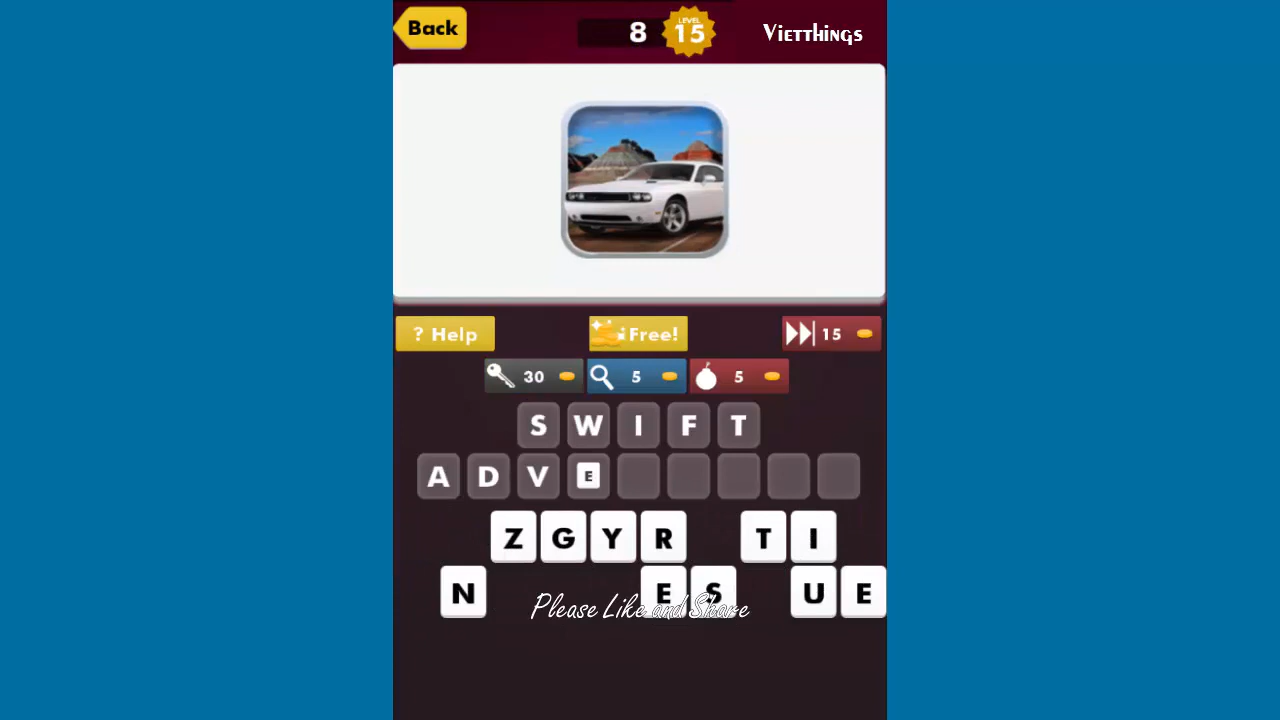 Back
8
LEVEL
15
Vietthings
? Help
Free!
15
30
5
5
S W I F T
A D V E
Z G Y R T I
N E S U E
Please Like and Share